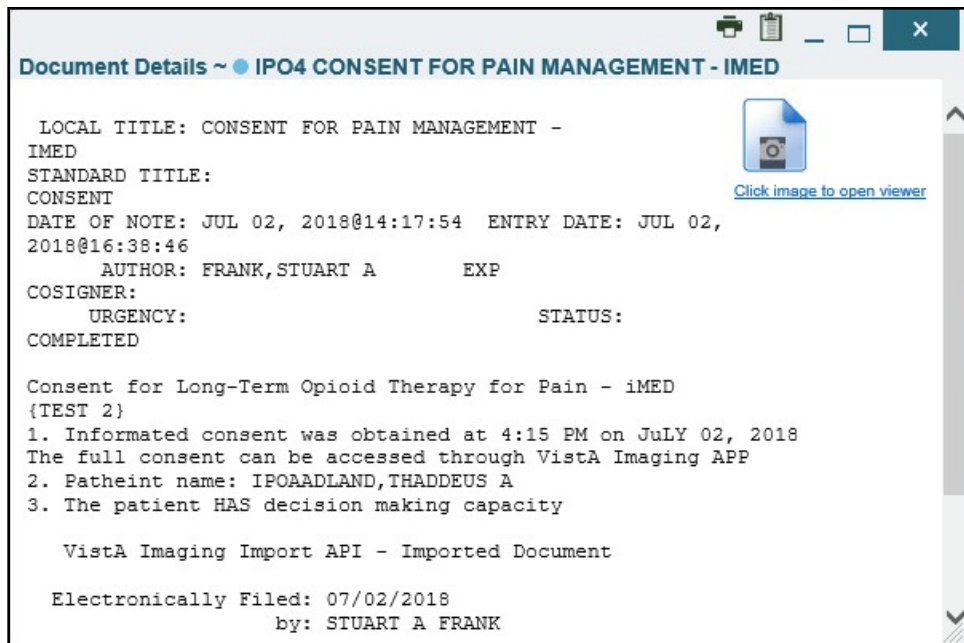 Document Details ~ IPO4 CONSENT FOR PAIN MANAGEMENT - IMED
Click image to open viewer
LOCAL TITLE: CONSENT FOR PAIN MANAGEMENT -
IMED
STANDARD TITLE:
CONSENT
DATE OF NOTE: JUL 02, 2018@14:17:54 ENTRY DATE: JUL 02,
2018@16:38:46
AUTHOR: FRANK,STUART A EXP
COSIGNER:
URGENCY: STATUS:
COMPLETED
Consent for Long-Term Opioid Therapy for Pain - iMED
{TEST 2}
1. Informated consent was obtained at 4:15 PM on JuLY 02, 2018
The full consent can be accessed through VistA Imaging APP
2. Patheint name: IPOAADLAND,THADDEUS A
3. The patient HAS decision making capacity
VistA Imaging Import API - Imported Document
Electronically Filed: 07/02/2018
by: STUART A FRANK